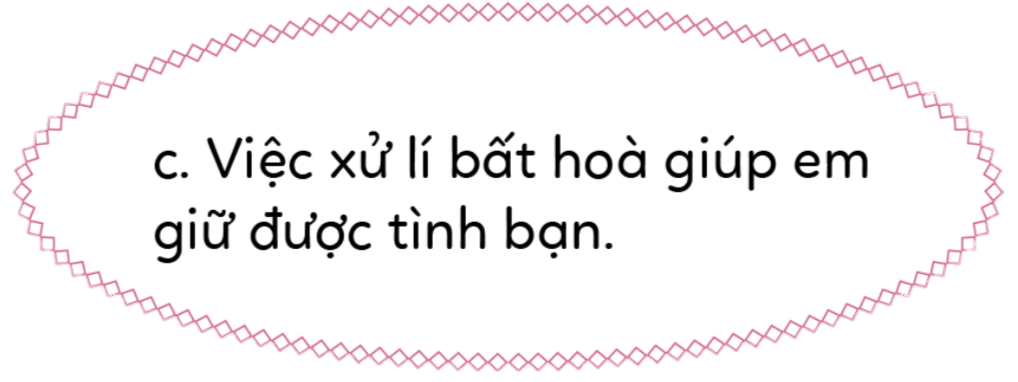 c. Việc xử lí bất hoà giúp em
giữ được tình bạn.